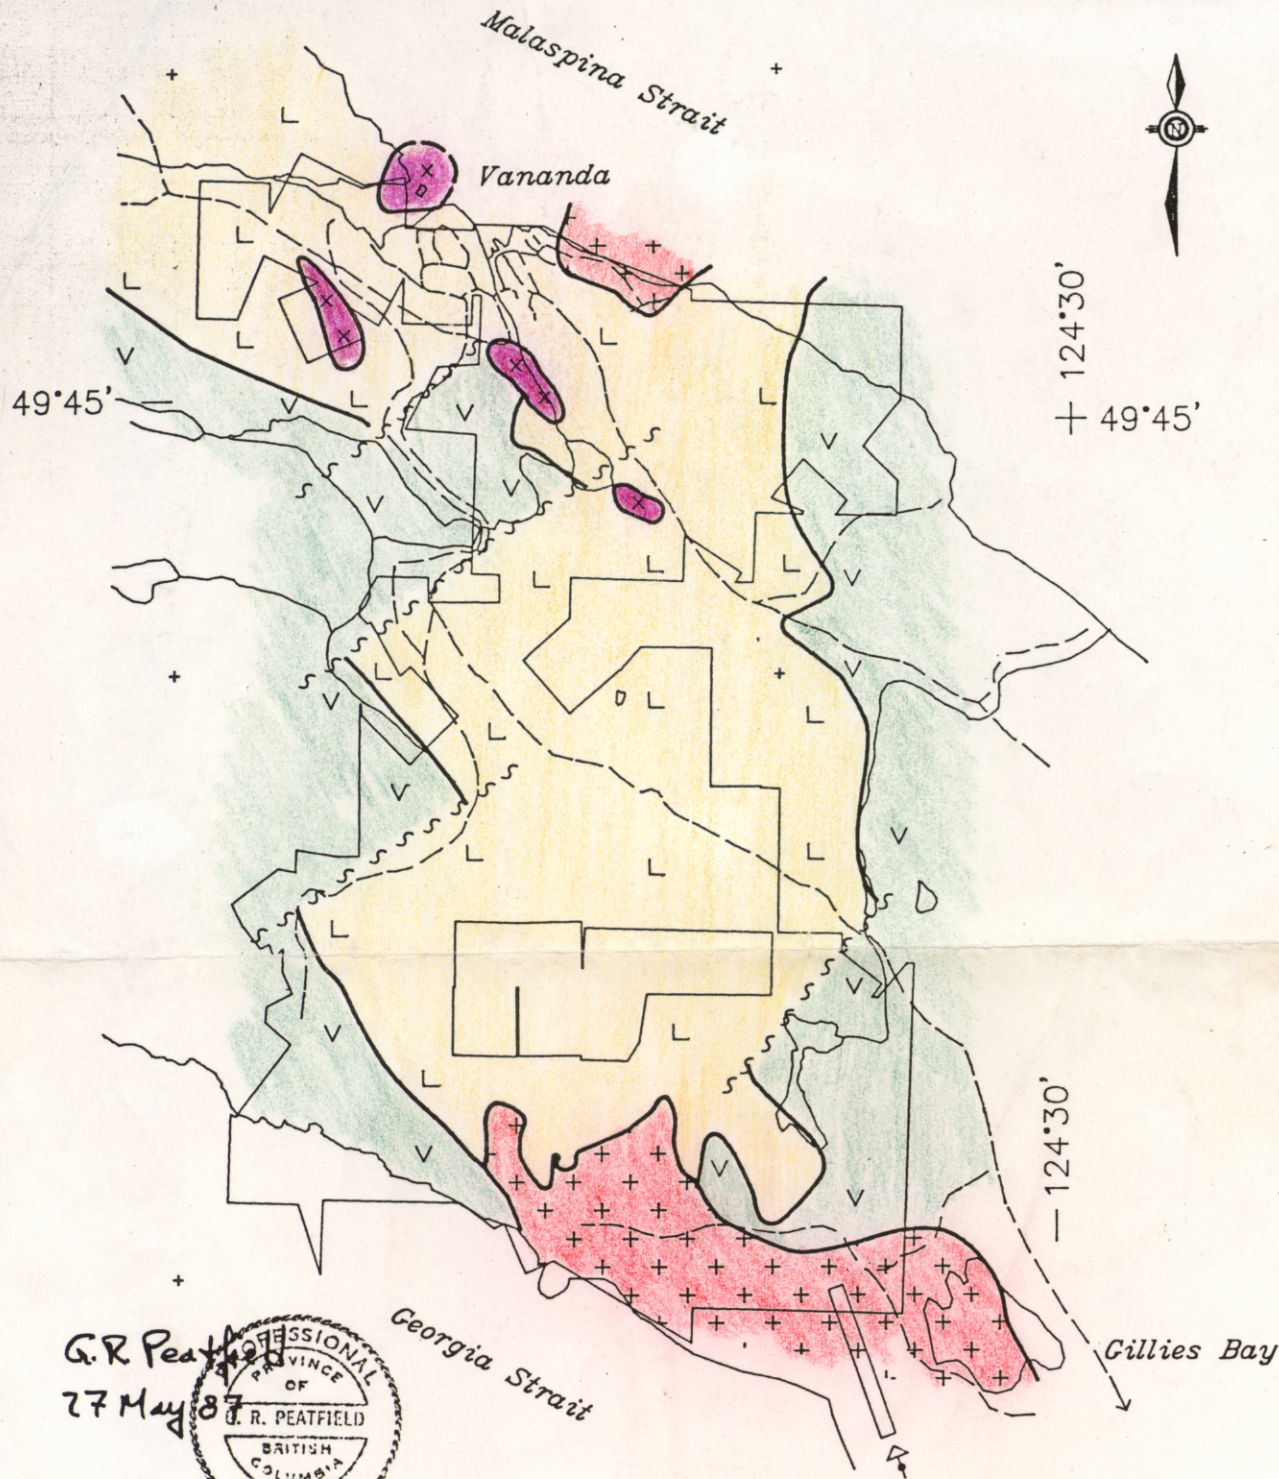 Malaspina Strait
N
Vananda
124°30'
49°45'
49°45'
124°30'
Georgia Strait
Gillies Bay
G.R. Peatfield
27 May 87
PROFESSIONAL
PROVINCE
OF
G. R. PEATFIELD
BRITISH
COLUMBIA